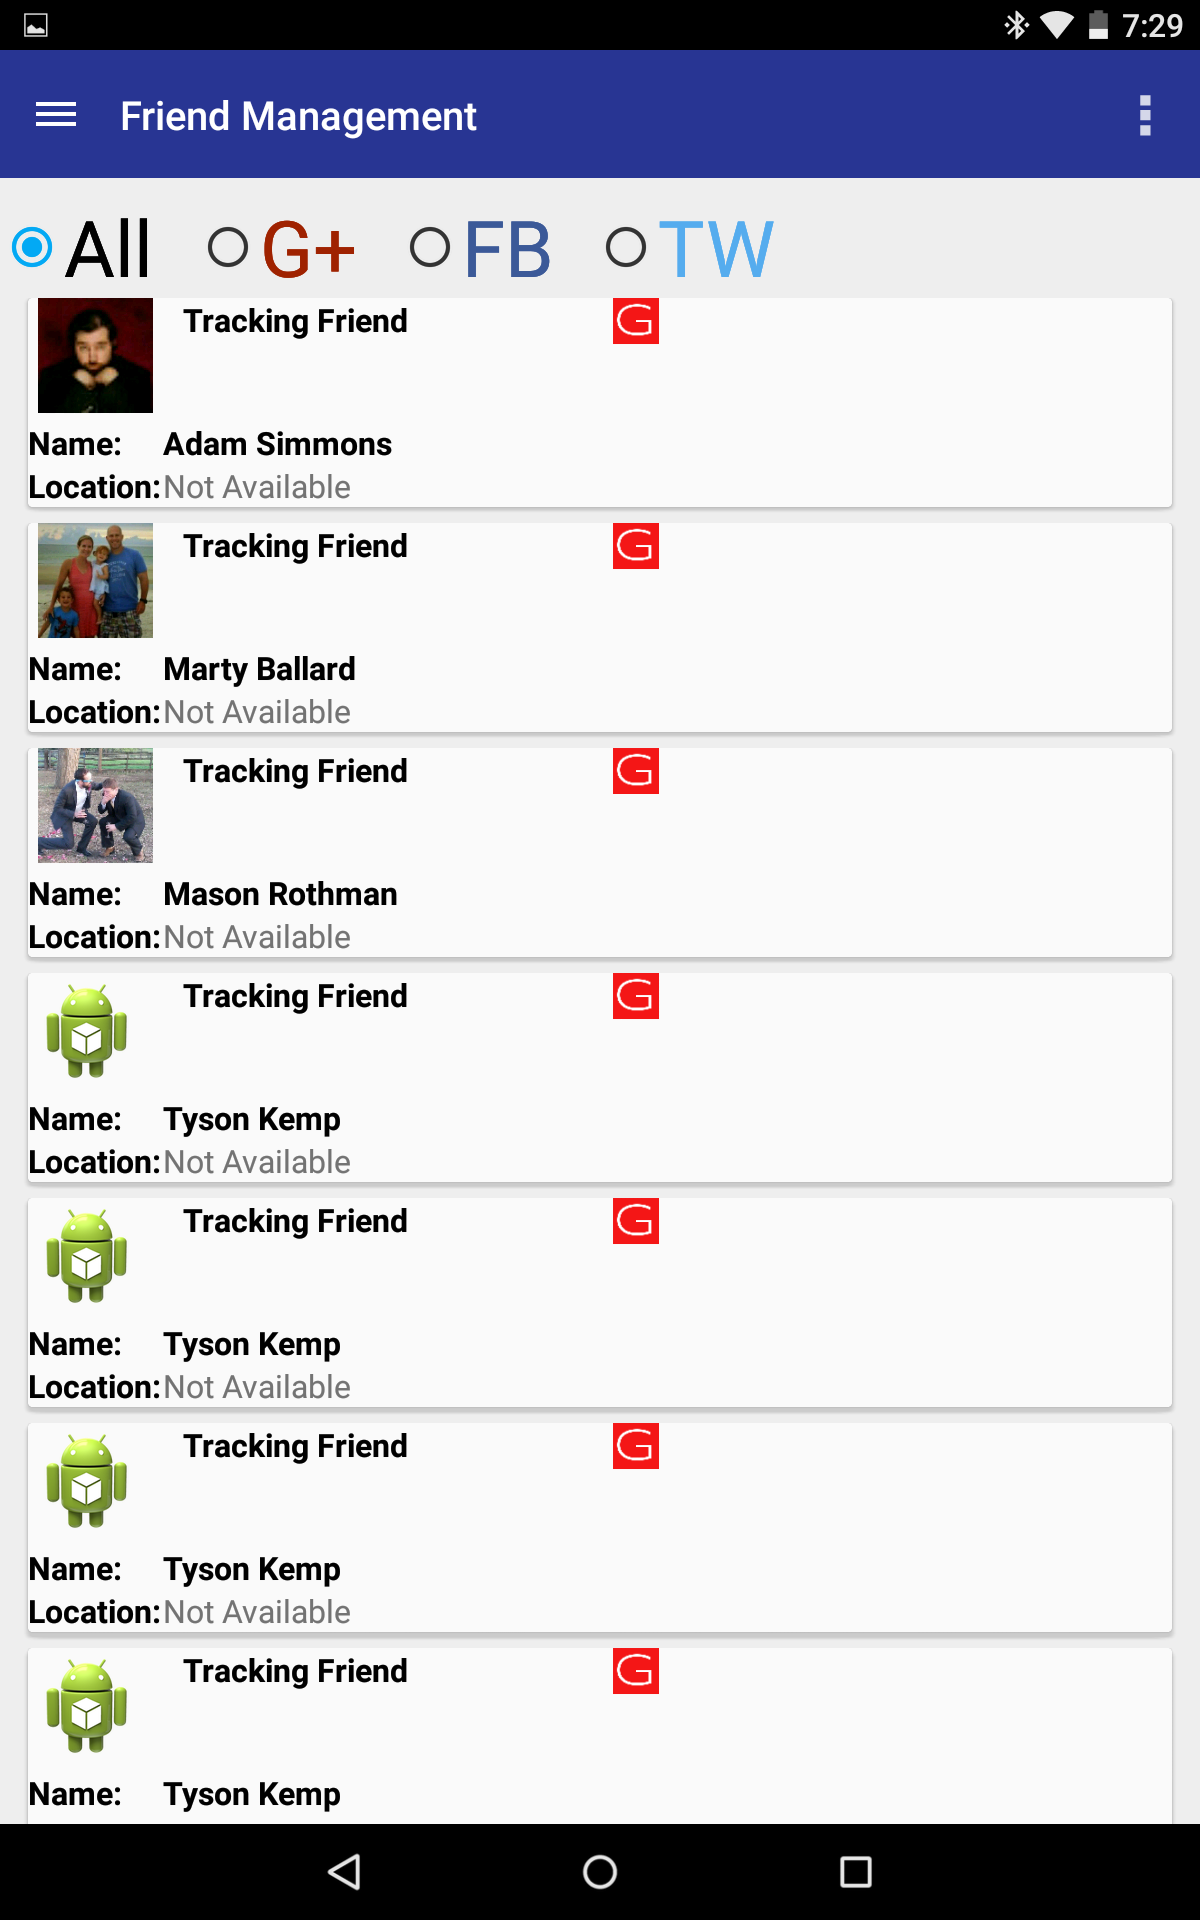 7:29
Friend Management
All G+ FB TW
Tracking Friend G
Name: Adam Simmons
Location: Not Available
Tracking Friend G
Name: Marty Ballard
Location: Not Available
Tracking Friend G
Name: Mason Rothman
Location: Not Available
Tracking Friend G
Name: Tyson Kemp
Location: Not Available
Tracking Friend G
Name: Tyson Kemp
Location: Not Available
Tracking Friend G
Name: Tyson Kemp
Location: Not Available
Tracking Friend G
Name: Tyson Kemp